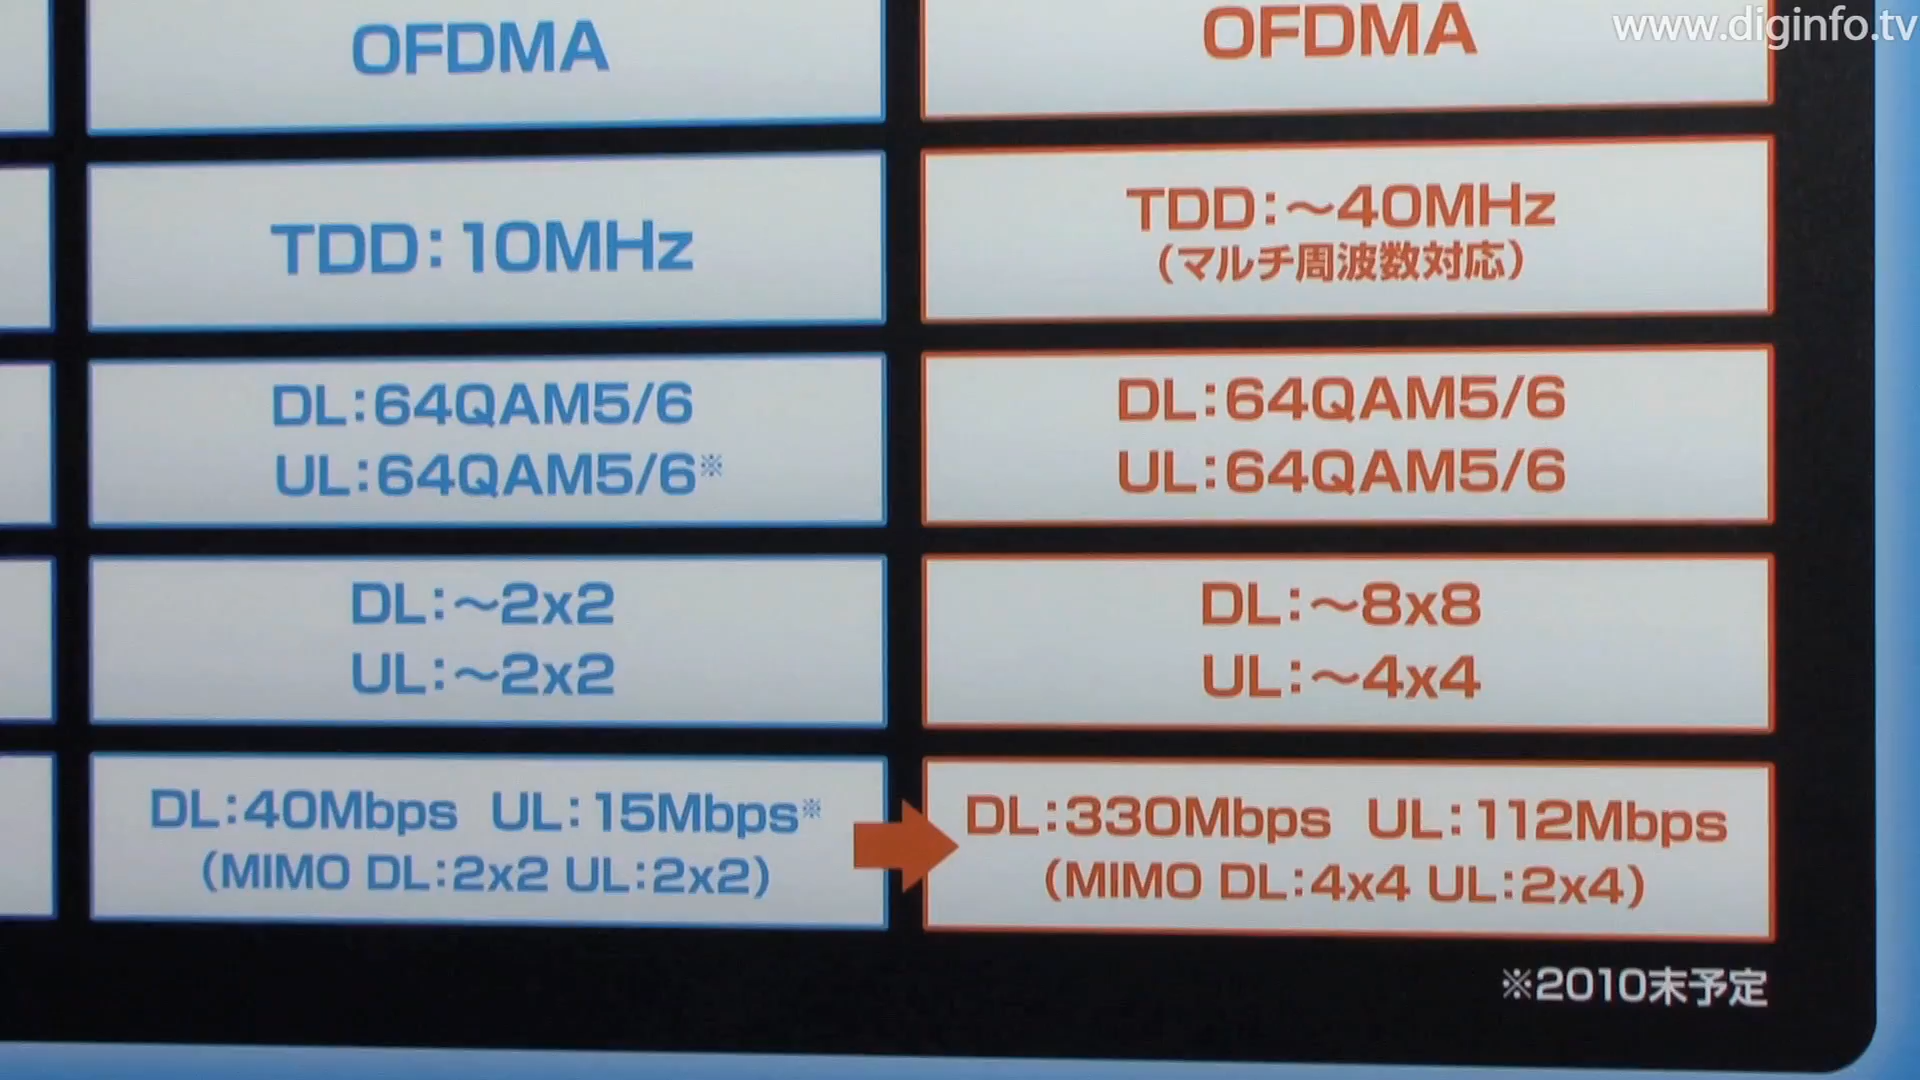 www.diginfo.tv
OFDMA
OFDMA
TDD:10MHz
TDD:～40MHz
（マルチ周波数対応）
DL:64QAM5/6
UL:64QAM5/6※
DL:64QAM5/6
UL:64QAM5/6
DL:～2x2
UL:～2x2
DL:～8x8
UL:～4x4
DL:40Mbps UL:15Mbps※
（MIMO DL:2x2 UL:2x2）
DL:330Mbps UL:112Mbps
（MIMO DL:4x4 UL:2x4）
※2010末予定